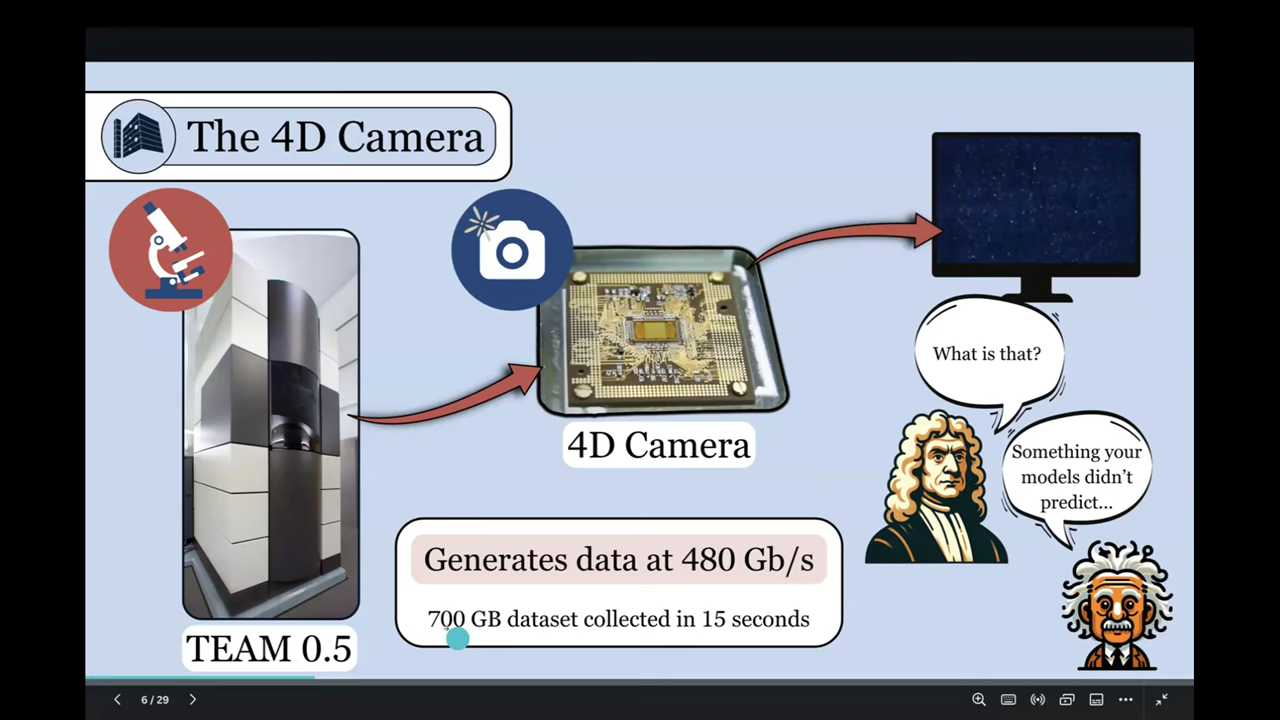 The 4D Camera
What is that?
Something your
models didn't
predict...
4D Camera
Generates data at 480 Gb/s
700 GB dataset collected in 15 seconds
TEAM 0.5
6 / 29